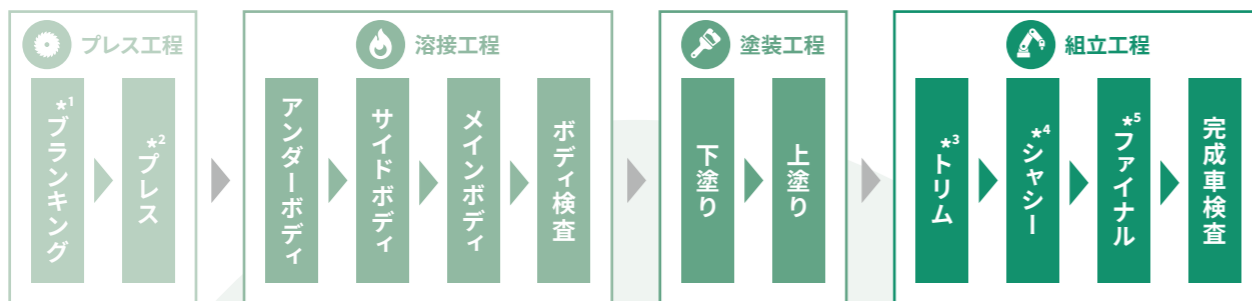 プレス工程
*1ブランキング
*2プレス
溶接工程
アンダーボディ
サイドボディ
メインボディ
ボディ検査
塗装工程
下塗り
上塗り
組立工程
*3トリム
*4シャシー
*5ファイナル
完成車検査